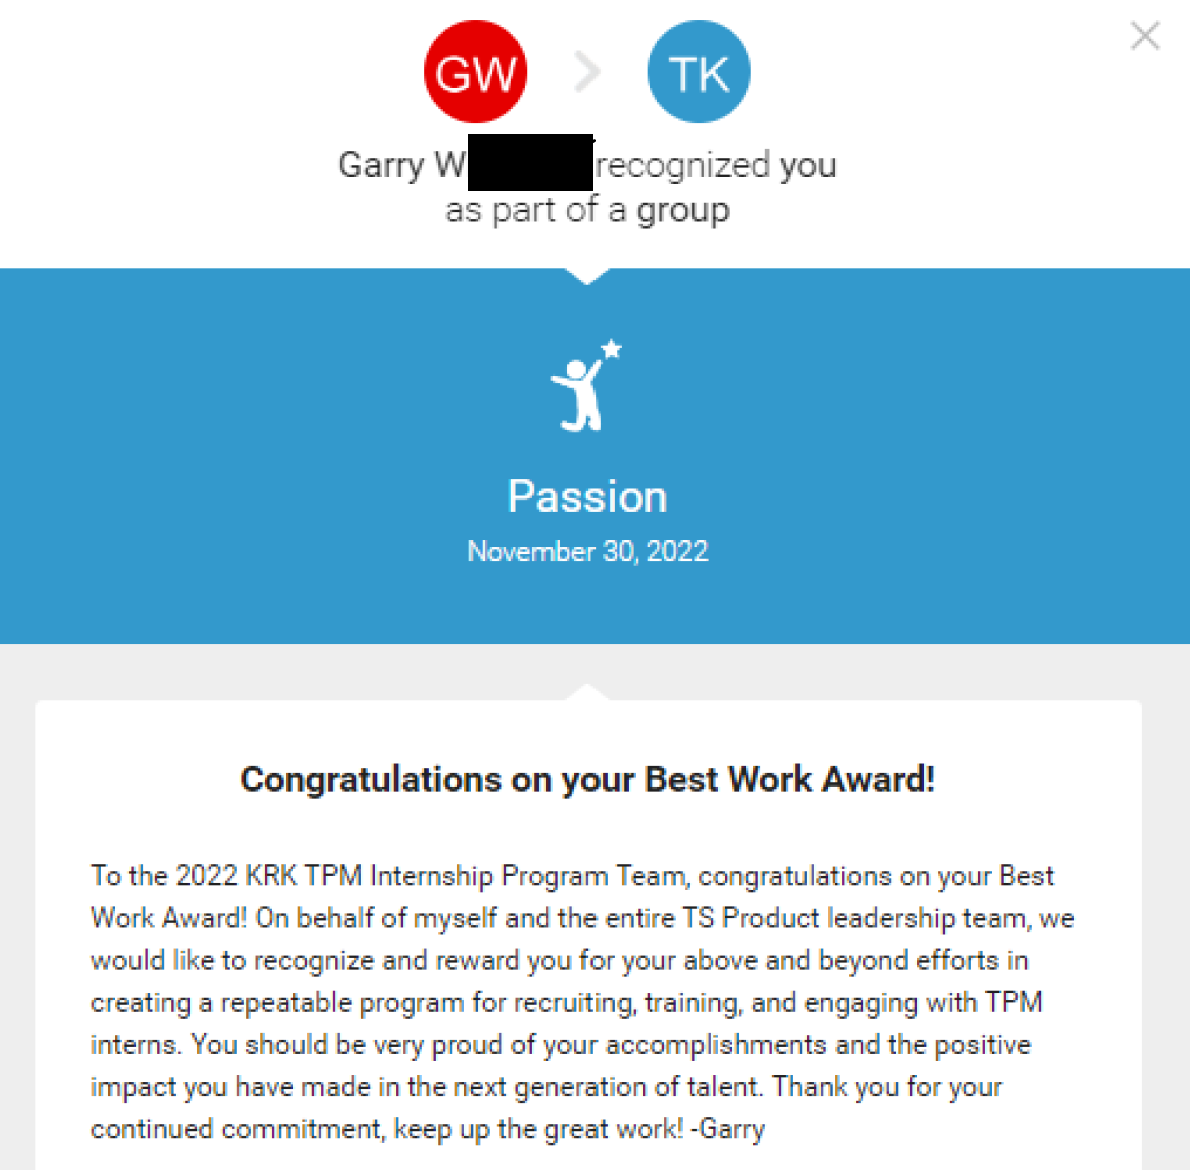 GW > TK
Garry W recognized you
as part of a group
Passion
November 30, 2022
Congratulations on your Best Work Award!
To the 2022 KRK TPM Internship Program Team, congratulations on your Best
Work Award! On behalf of myself and the entire TS Product leadership team, we
would like to recognize and reward you for your above and beyond efforts in
creating a repeatable program for recruiting, training, and engaging with TPM
interns. You should be very proud of your accomplishments and the positive
impact you have made in the next generation of talent. Thank you for your
continued commitment, keep up the great work! -Garry